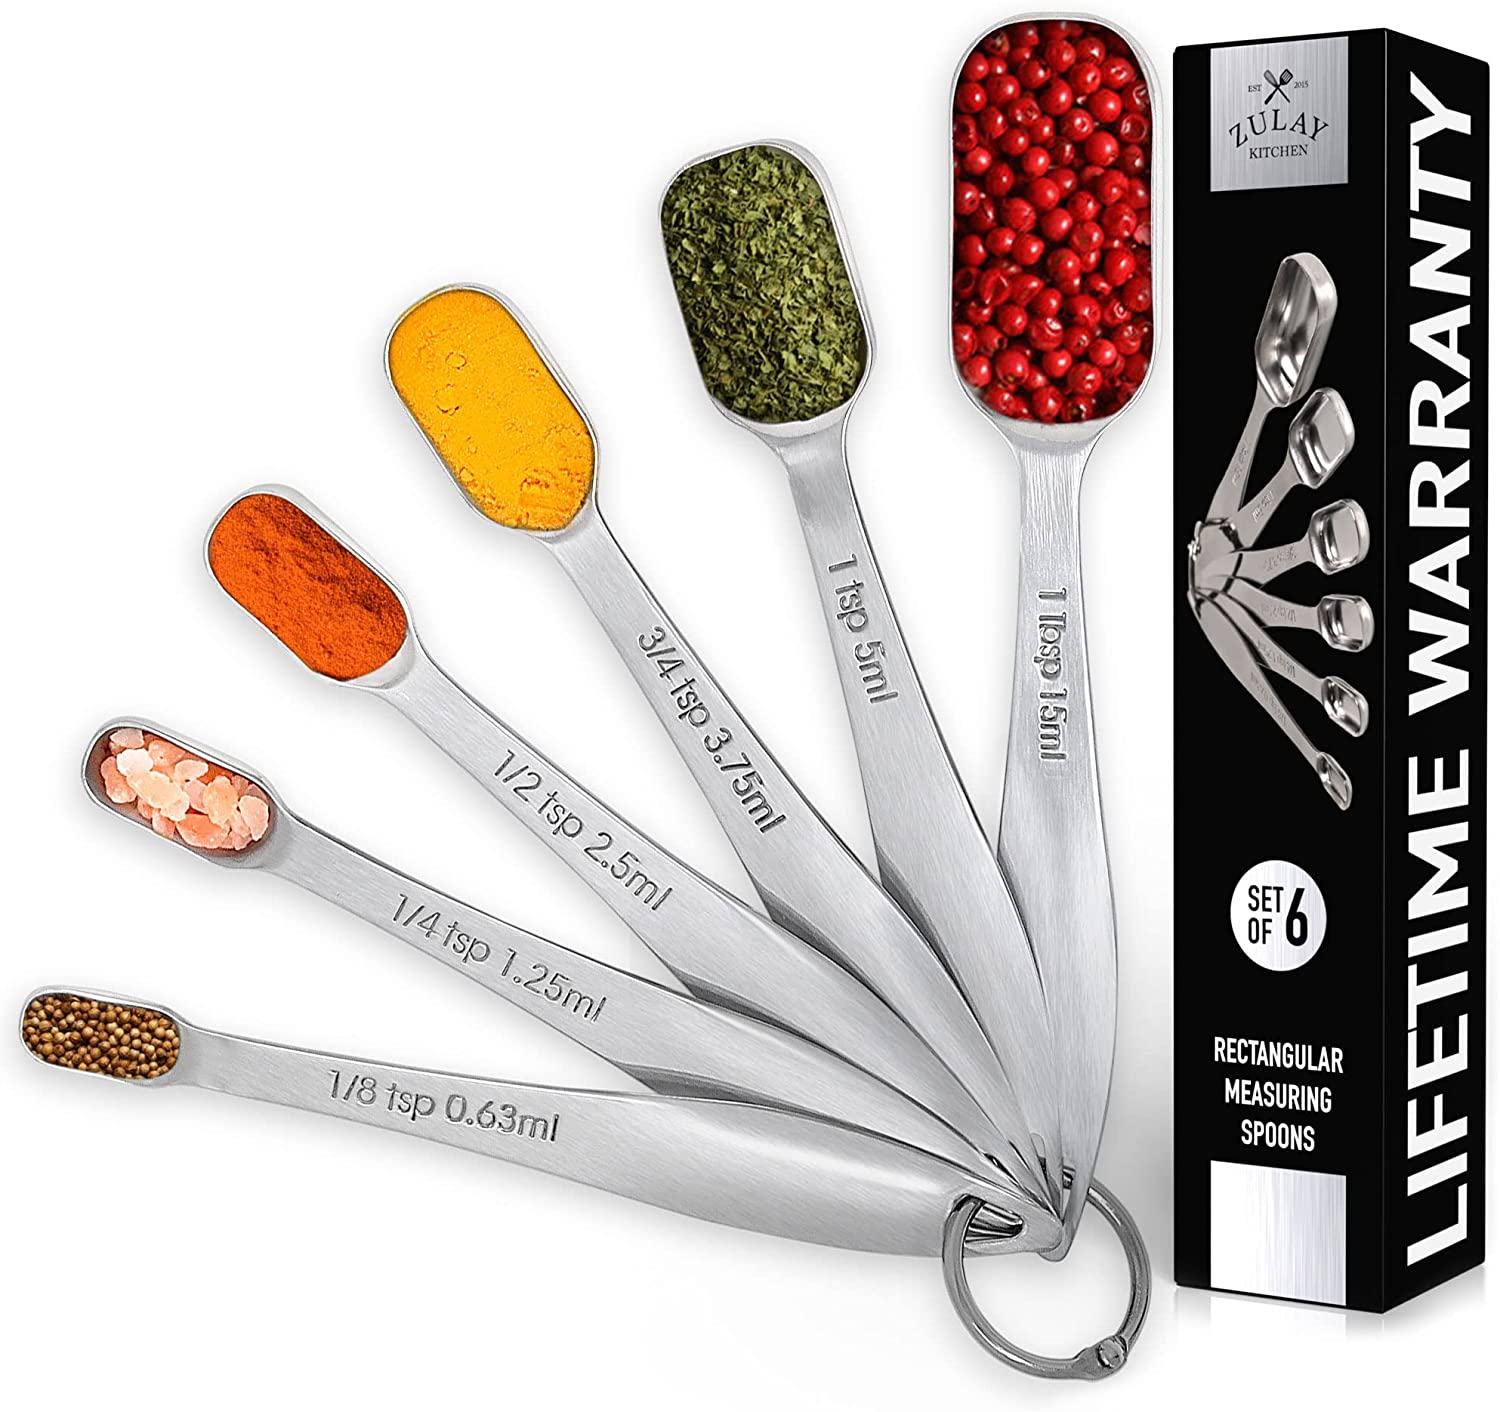 1 Tbsp 15ml
1 tsp 5ml
3/4 tsp 3.75ml
1/2 tsp 2.5ml
1/4 tsp 1.25ml
1/8 tsp 0.63ml
EST 2015
ZULAY
KITCHEN
SET
OF 6
RECTANGULAR
MEASURING
SPOONS
LIFETIME WARRANTY